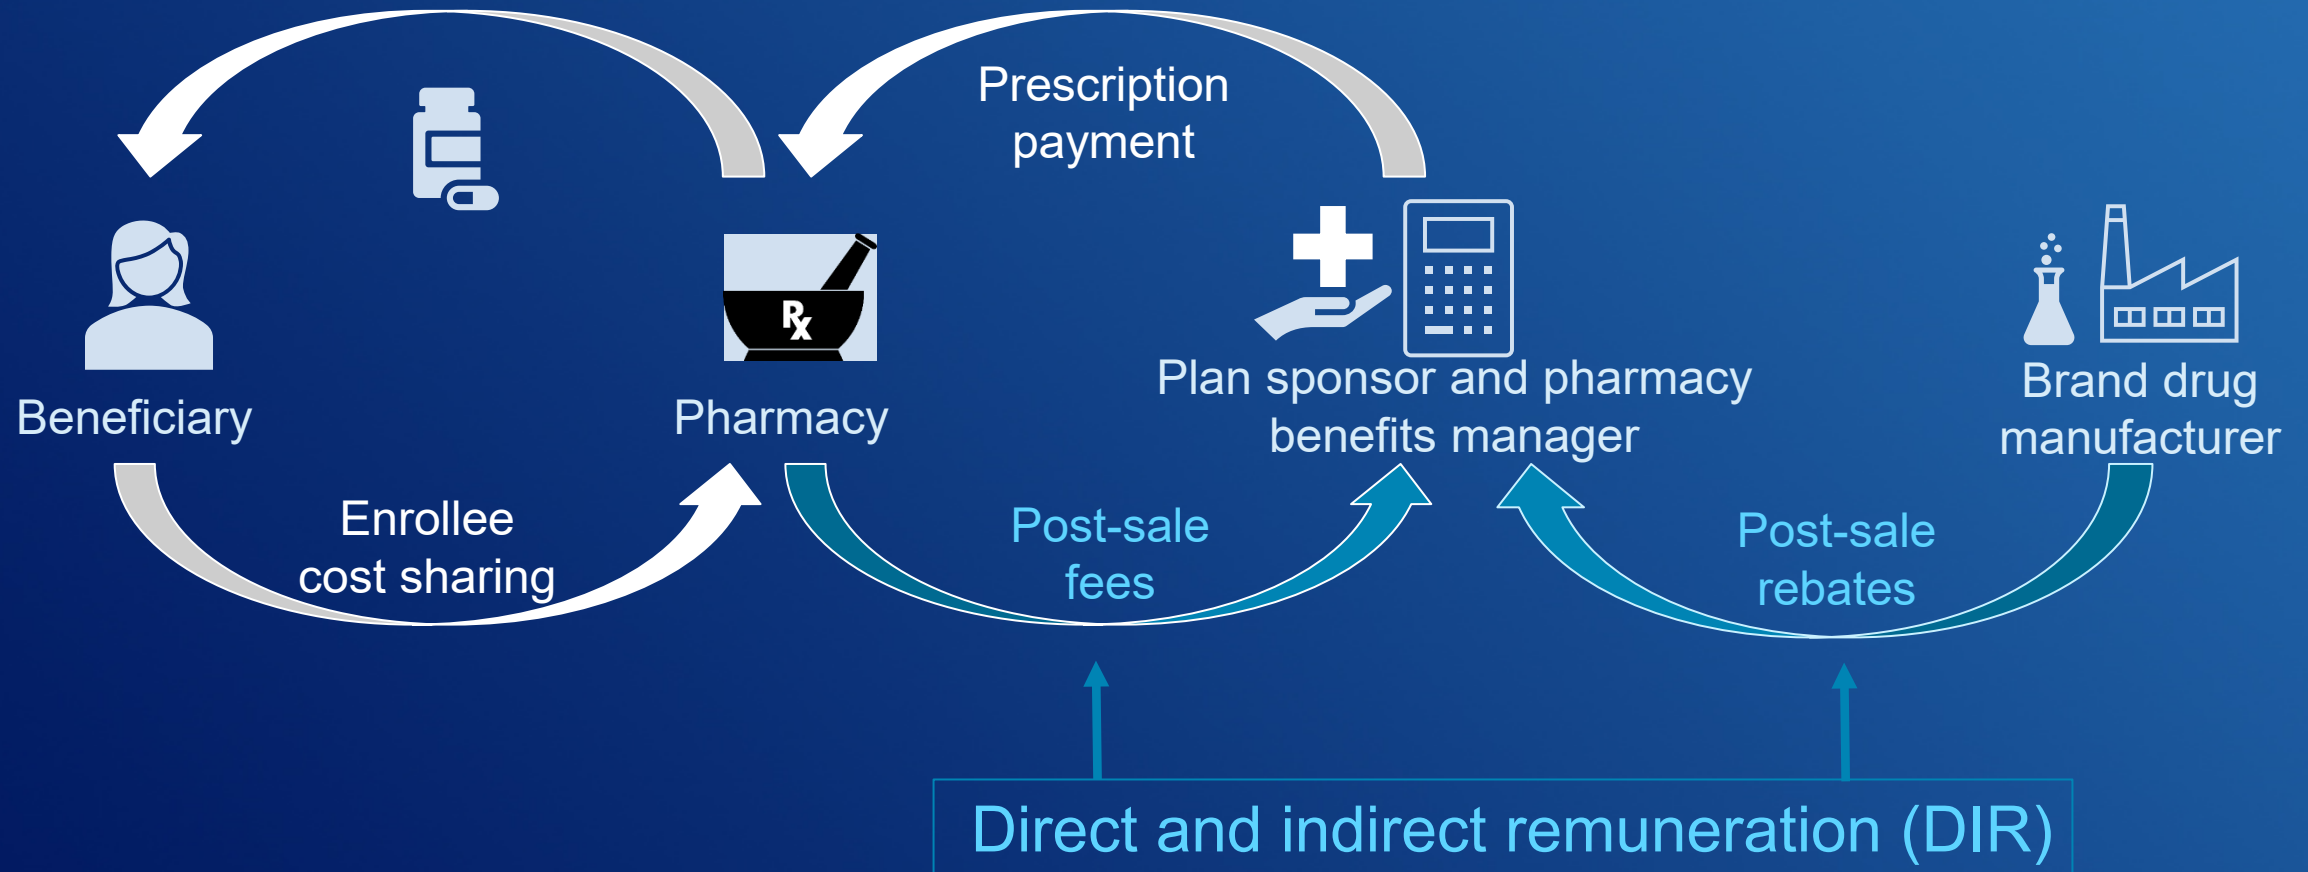 Prescription
payment
℞
Beneficiary
Pharmacy
Plan sponsor and pharmacy
benefits manager
Brand drug
manufacturer
Enrollee
cost sharing
Post-sale
fees
Post-sale
rebates
Direct and indirect remuneration (DIR)